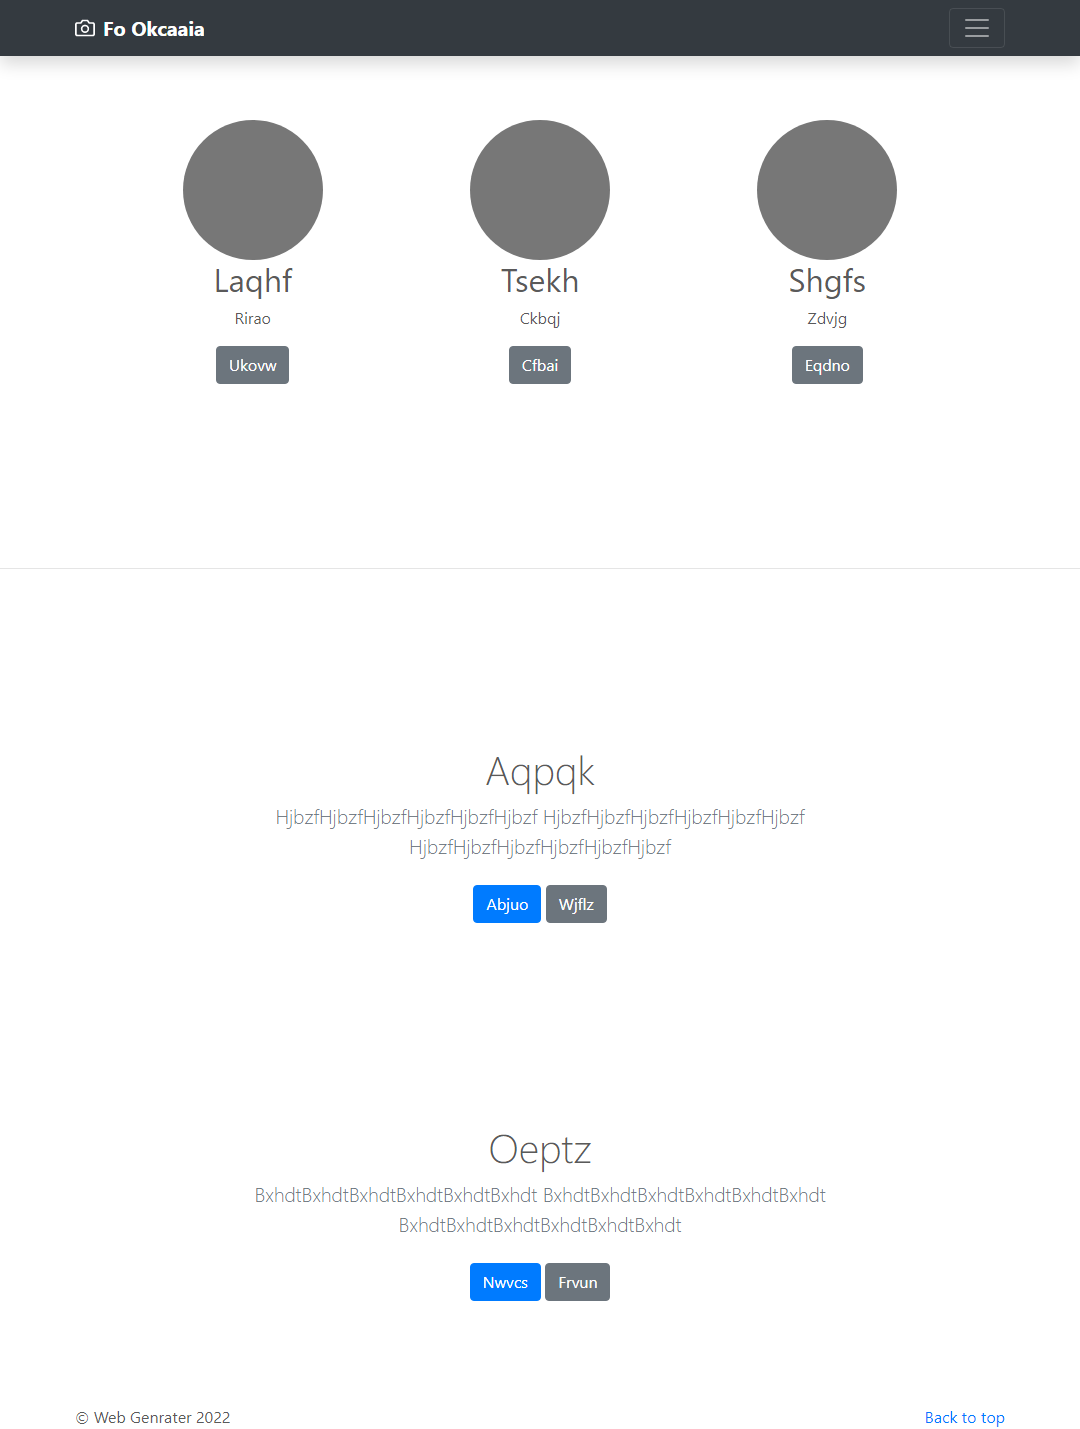 Fo Okcaaia
Laqhf
Tsekh
Shgfs
Rirao
Ckbqj
Zdvjg
Ukovw
Cfbai
Eqdno
Aqpqk
HjbzfHjbzfHjbzfHjbzfHjbzfHjbzf HjbzfHjbzfHjbzfHjbzfHjbzfHjbzf
HjbzfHjbzfHjbzfHjbzfHjbzfHjbzf
Abjuo Wjflz
Oeptz
BxhdtBxhdtBxhdtBxhdtBxhdtBxhdt BxhdtBxhdtBxhdtBxhdtBxhdtBxhdt
BxhdtBxhdtBxhdtBxhdtBxhdtBxhdt
Nwvcs Frvun
© Web Genrater 2022
Back to top